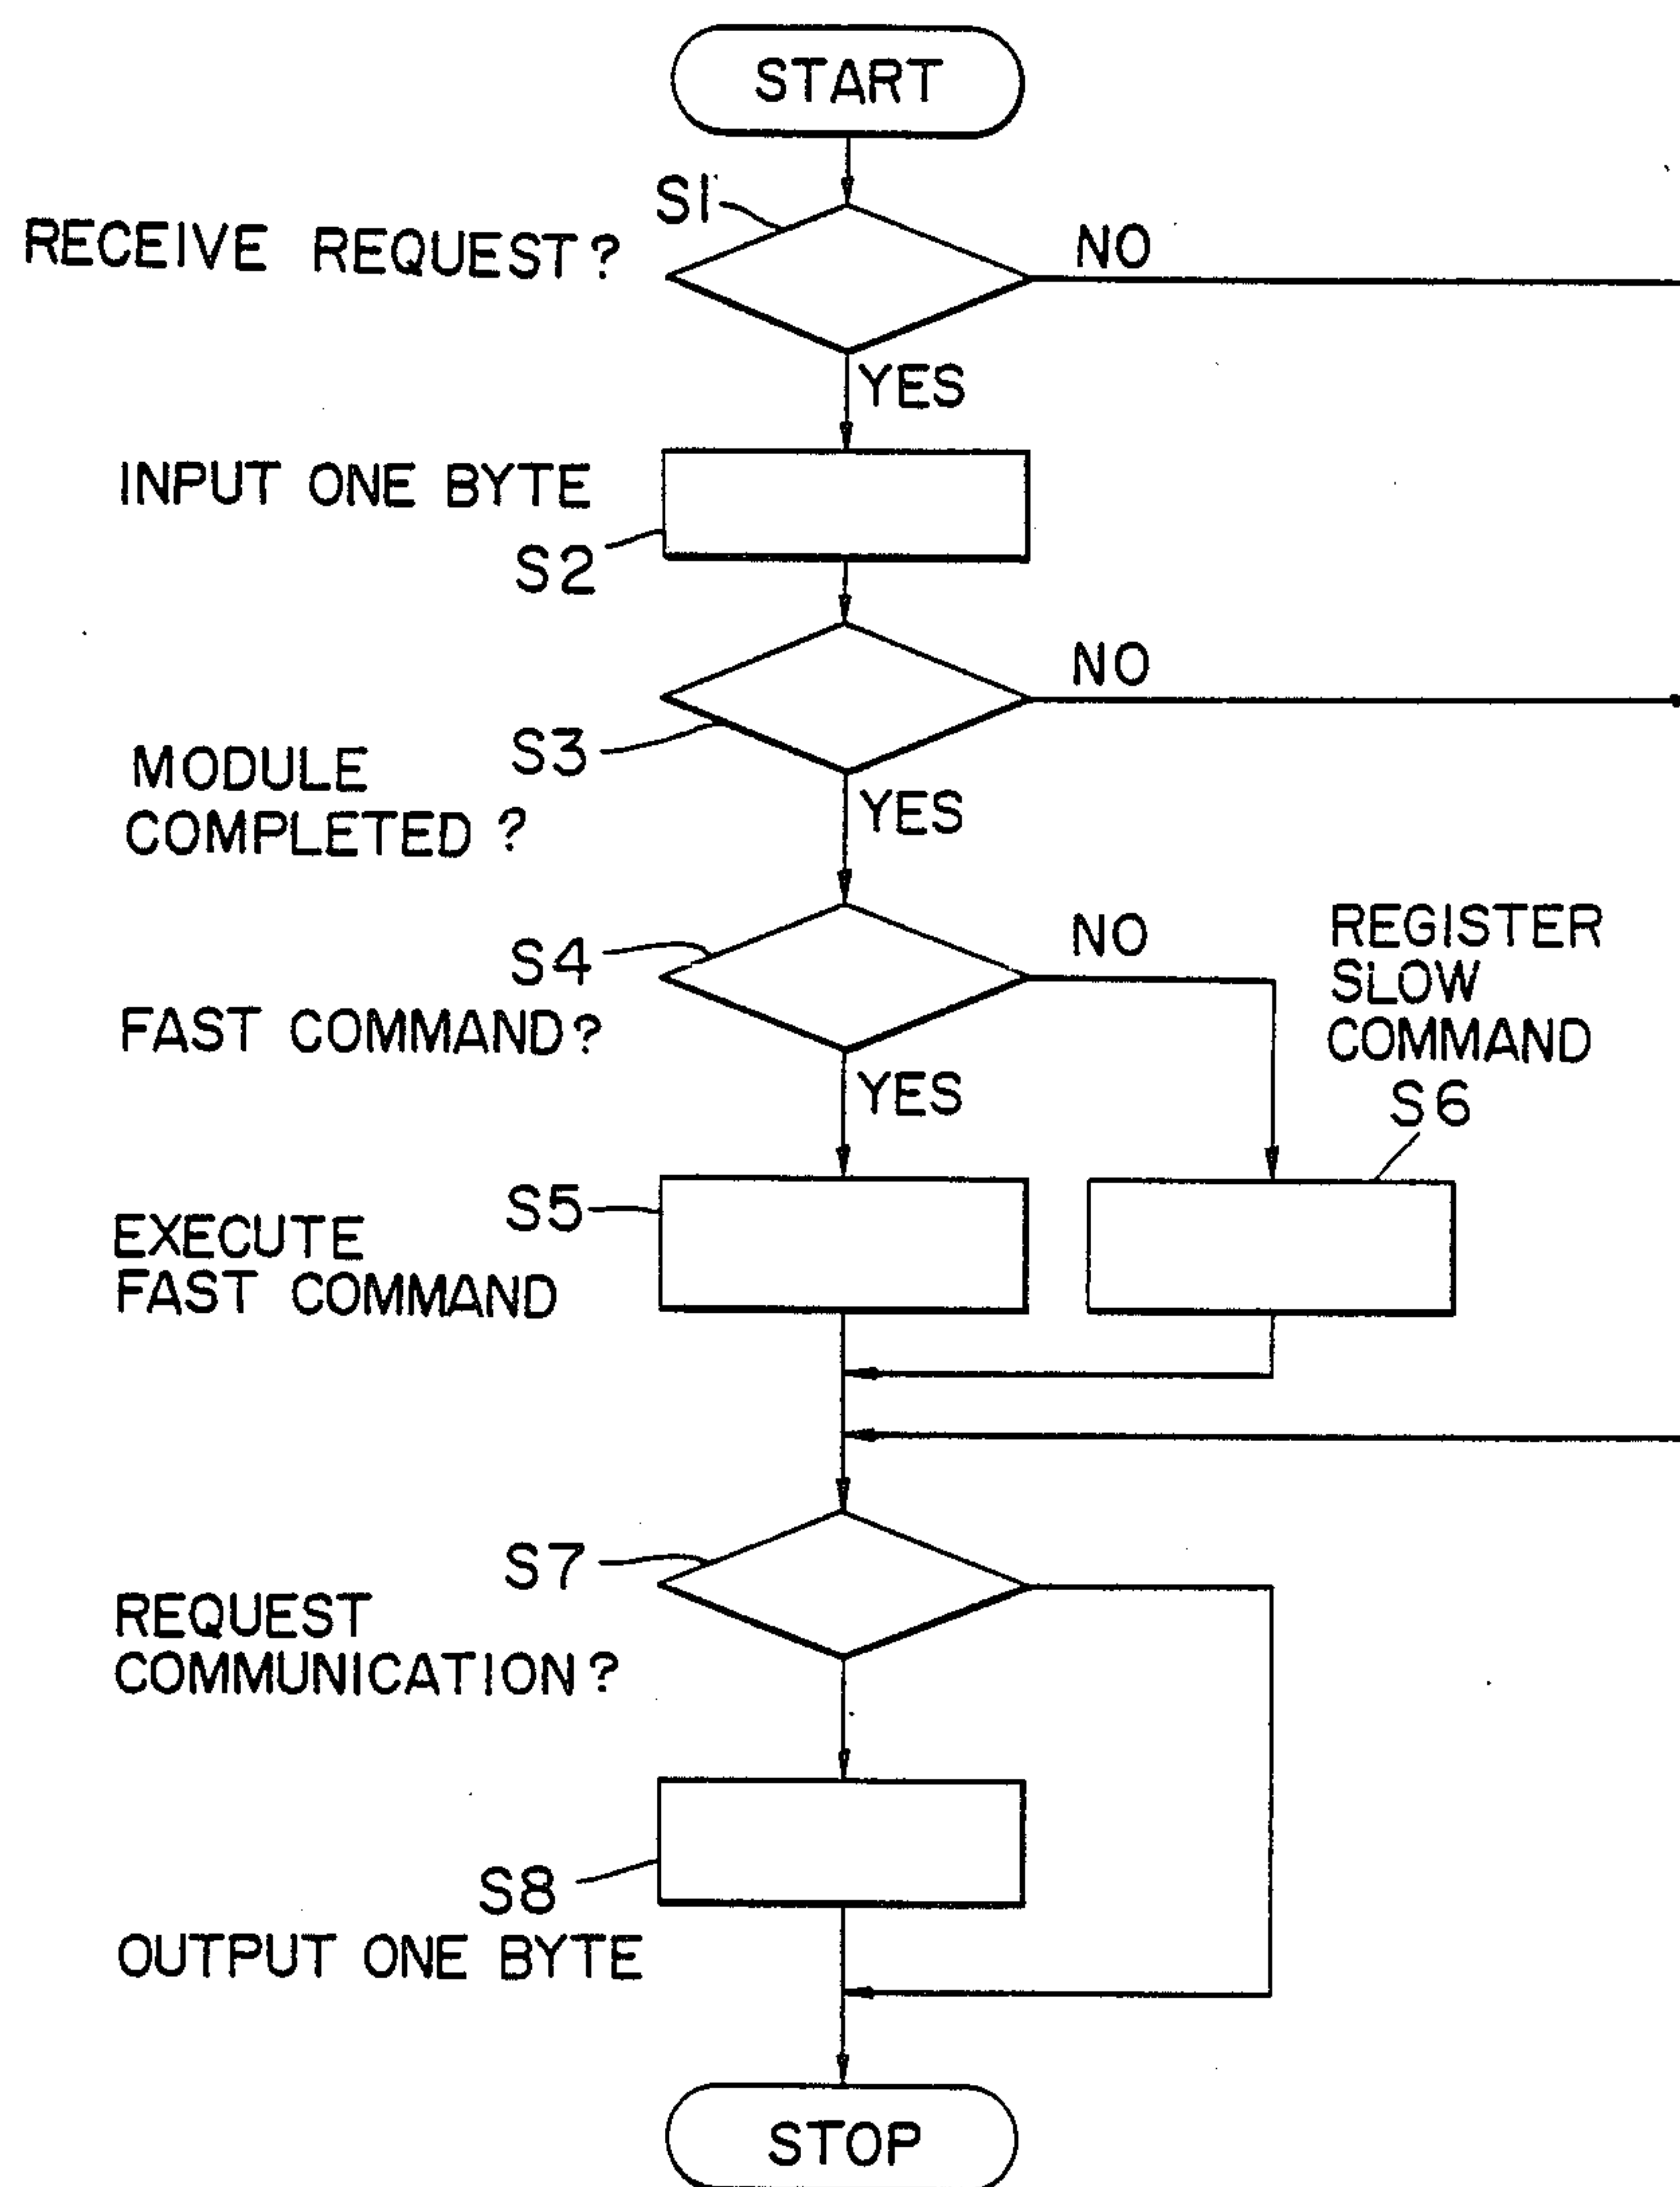 START
S1
RECEIVE REQUEST?
NO
YES
INPUT ONE BYTE
S2
NO
S3
MODULE
COMPLETED ?
YES
S4
NO
REGISTER
SLOW
COMMAND
FAST COMMAND?
YES
S6
S5
EXECUTE
FAST COMMAND
S7
REQUEST
COMMUNICATION?
S8
OUTPUT ONE BYTE
STOP